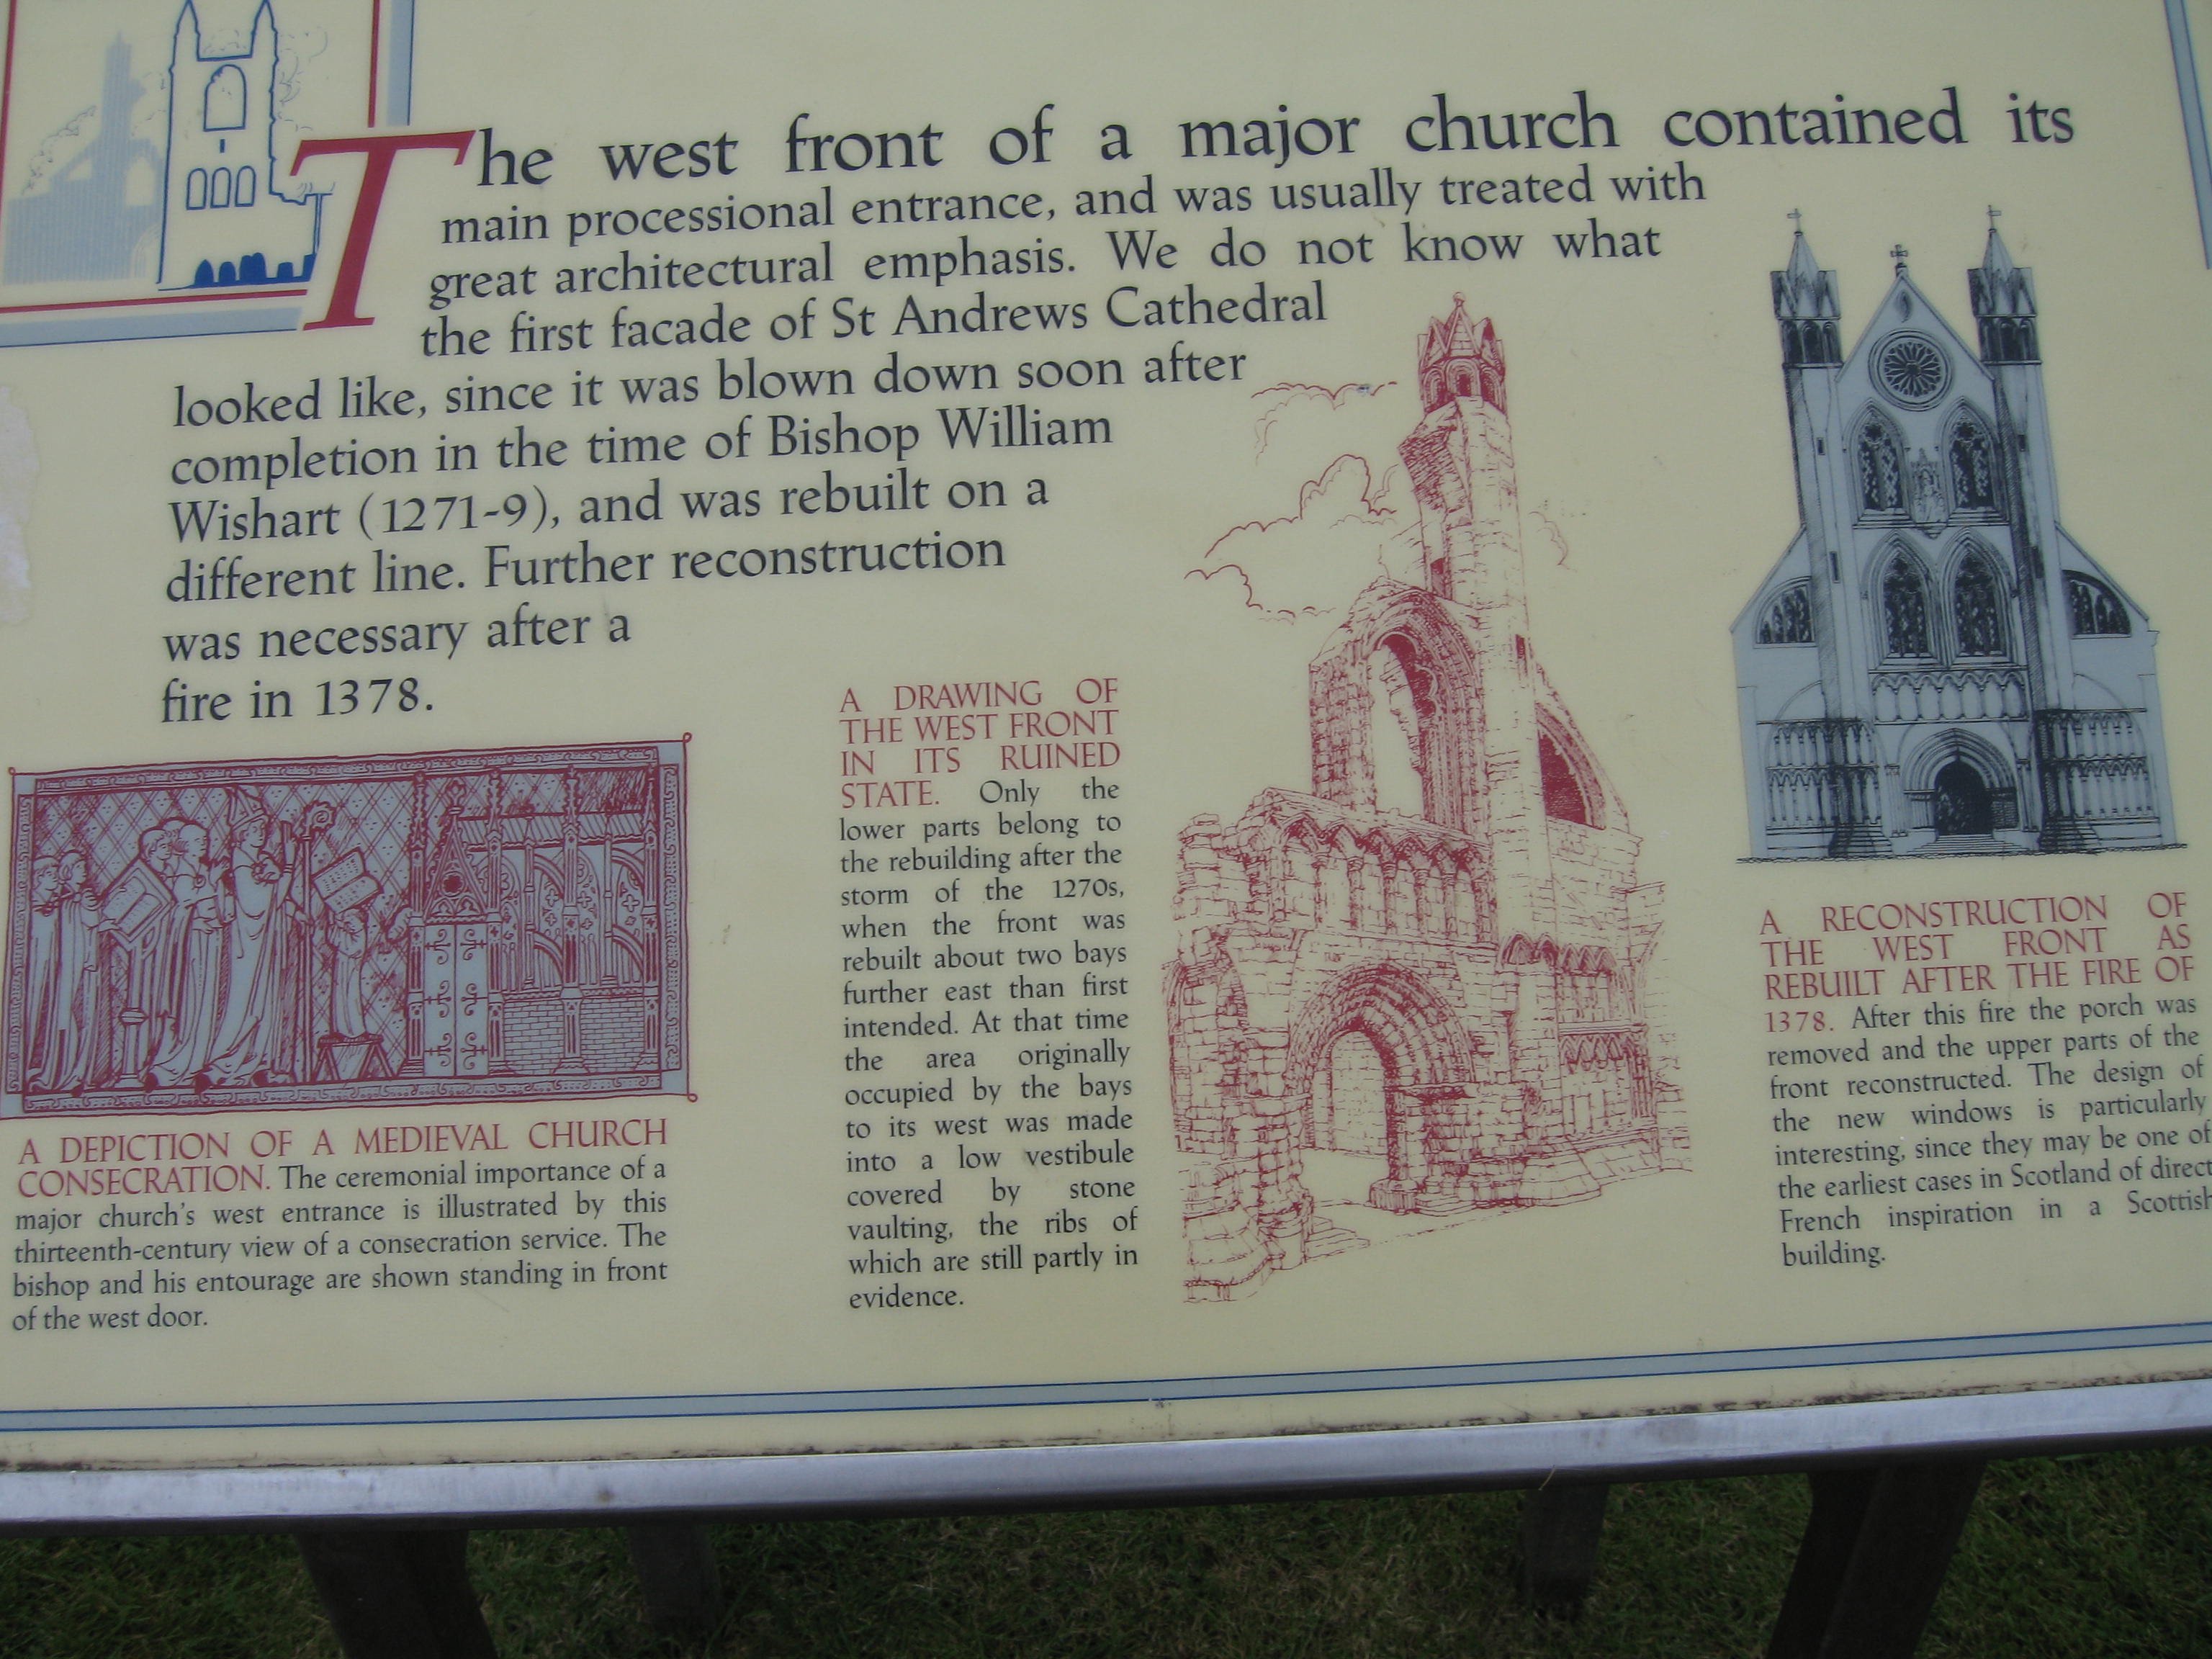 The west front of a major church contained its
main processional entrance, and was usually treated with
great architectural emphasis. We do not know what
the first facade of St Andrews Cathedral
looked like, since it was blown down soon after
completion in the time of Bishop William
Wishart (1271-9), and was rebuilt on a
different line. Further reconstruction
was necessary after a
fire in 1378.
A DEPICTION OF A MEDIEVAL CHURCH
CONSECRATION. The ceremonial importance of a
major church's west entrance is illustrated by this
thirteenth-century view of a consecration service. The
bishop and his entourage are shown standing in front
of the west door.
A DRAWING OF
THE WEST FRONT
IN ITS RUINED
STATE. Only the
lower parts belong to
the rebuilding after the
storm of the 1270s,
when the front was
rebuilt about two bays
further east than first
intended. At that time
the area originally
occupied by the bays
to its west was made
into a low vestibule
covered by stone
vaulting, the ribs of
which are still partly in
evidence.
A RECONSTRUCTION OF
THE WEST FRONT AS
REBUILT AFTER THE FIRE OF
1378. After this fire the porch was
removed and the upper parts of the
front reconstructed. The design of
the new windows is particularly
interesting, since they may be one of
the earliest cases in Scotland of direct
French inspiration in a Scottish
building.